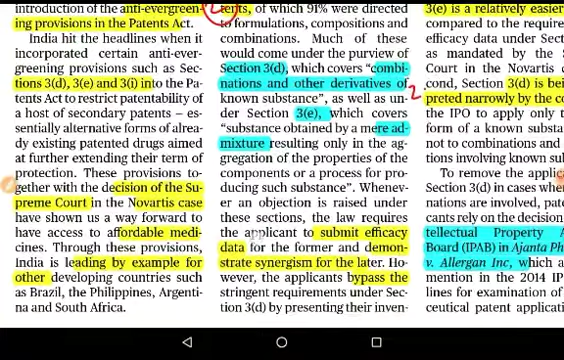 introduction of the anti-evergreen-
ing provisions in the Patents Act.
India hit the headlines when it
incorporated certain anti-ever-
greening provisions such as Sec-
tions 3(d), 3(e) and 3(i) into the Pa-
tents Act to restrict patentability of
a host of secondary patents – es-
sentially alternative forms of alrea-
dy existing patented drugs aimed
at further extending their term of
protection. These provisions to-
gether with the decision of the Su-
preme Court in the Novartis case
have shown us a way forward to
have access to affordable medi-
cines. Through these provisions,
India is leading by example for
other developing countries such
as Brazil, the Philippines, Argenti-
na and South Africa.
of which 91% were directed
to formulations, compositions and
combinations. Much of these
would come under the purview of
Section 3(d), which covers “combi-
nations and other derivatives of
known substance”, as well as un-
der Section 3(e), which covers
“substance obtained by a mere ad-
mixture resulting only in the ag-
gregation of the properties of the
components or a process for pro-
ducing such substance”. Whenev-
er an objection is raised under
these sections, the law requires
the applicant to submit efficacy
data for the former and demon-
strate synergism for the later. Ho-
wever, the applicants bypass the
stringent requirements under Sec-
tion 3(d) by presenting their inven-
3(e) is a relatively easier
compared to the require
efficacy data under Sect
as mandated by the S
Court in the Novartis c
2
cond, Section 3(d) is bei
preted narrowly by the co
the IPO to apply only t
form of a known substa
not to combinations and
tions involving known sul
To remove the applic
Section 3(d) in cases whe
nations are involved, pate
cants rely on the decision
tellectual Property A
Board (IPAB) in Ajanta Ph
v. Allergan Inc, which a
mention in the 2014 IP
lines for examination of
ceutical patent applicati